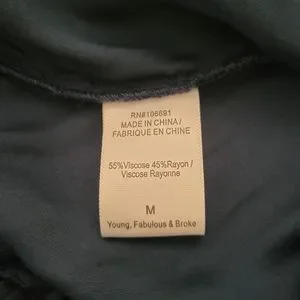 RN#106691
MADE IN CHINA/
FABRIQUE EN CHINE
55%Viscose 45%Rayon/
Viscose Rayonne
M
Young, Fabulous & Broke